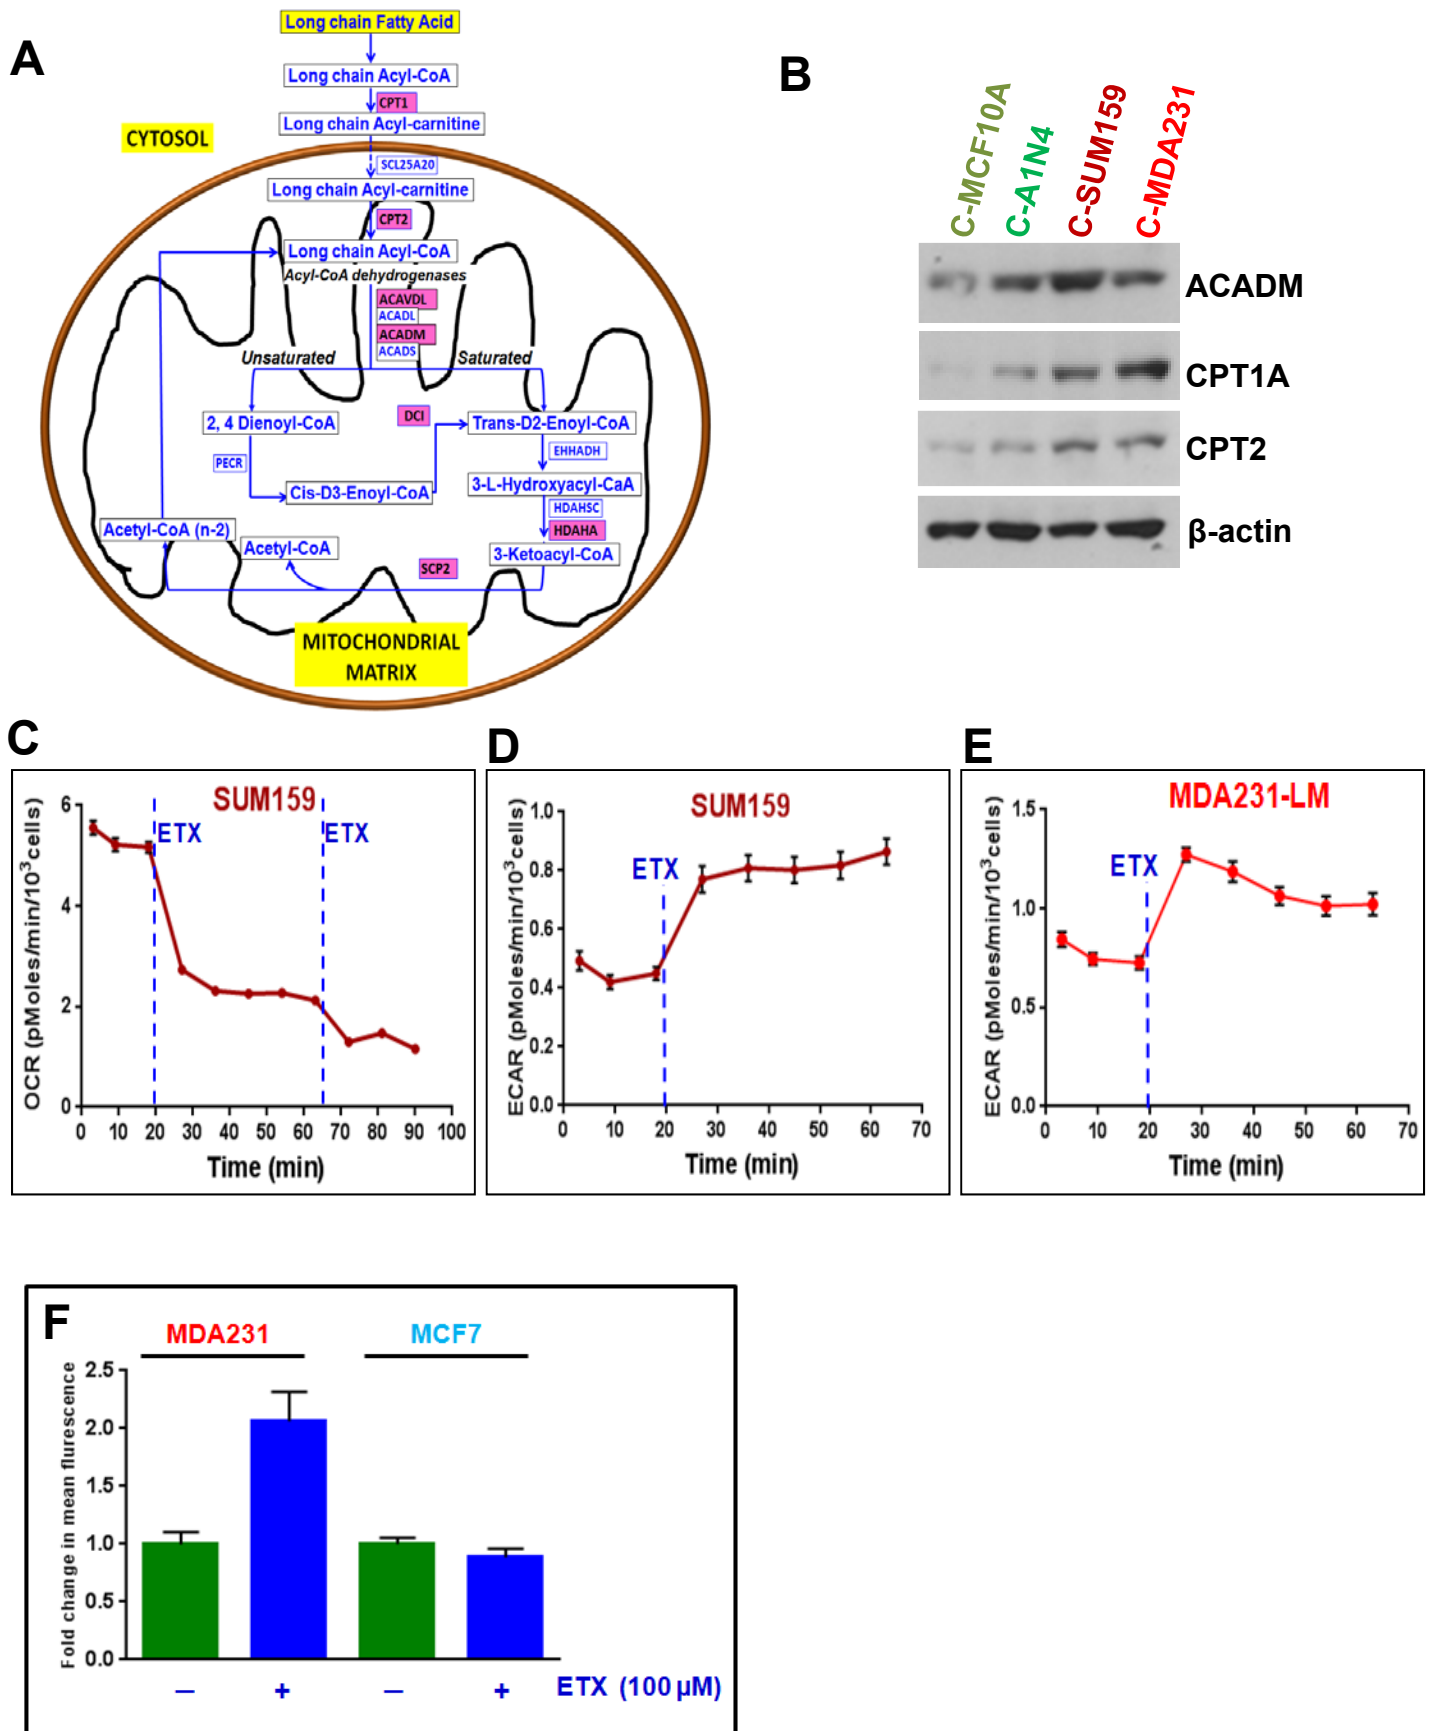 A
Long chain Fatty Acid
Long chain Acyl-CoA
CPT1
Long chain Acyl-carnitine
CYTOSOL
SCL25A20
Long chain Acyl-carnitine
CPT2
Long chain Acyl-CoA
Acyl-CoA dehydrogenases
ACAVDL
ACADL
ACADM
ACADS
Unsaturated
Saturated
2, 4 Dienoyl-CoA
DCI
Trans-D2-Enoyl-CoA
PECR
EHHADH
Cis-D3-Enoyl-CoA
3-L-Hydroxyacyl-CaA
HDAHSC
HDAHA
Acetyl-CoA (n-2)
Acetyl-CoA
3-Ketoacyl-CoA
SCP2
MITOCHONDRIAL
MATRIX
B
C-MCF10A
C-A1N4
C-SUM159
C-MDA231
ACADM
CPT1A
CPT2
β-actin
C
SUM159
ETX
ETX
OCR (pMoles/min/10³cells)
6
4
2
0
0 10 20 30 40 50 60 70 80 90 100
Time (min)
D
SUM159
ETX
ECAR (pMoles/min/10³cells)
1.0
0.8
0.6
0.4
0.2
0.0
0 10 20 30 40 50 60 70
Time (min)
E
MDA231-LM
ETX
ECAR (pMoles/min/10³cells)
1.5
1.0
0.5
0.0
0 10 20 30 40 50 60 70
Time (min)
F
MDA231
MCF7
Fold change in mean flurescence
2.5
2.0
1.5
1.0
0.5
0.0
− + − + ETX (100 µM)